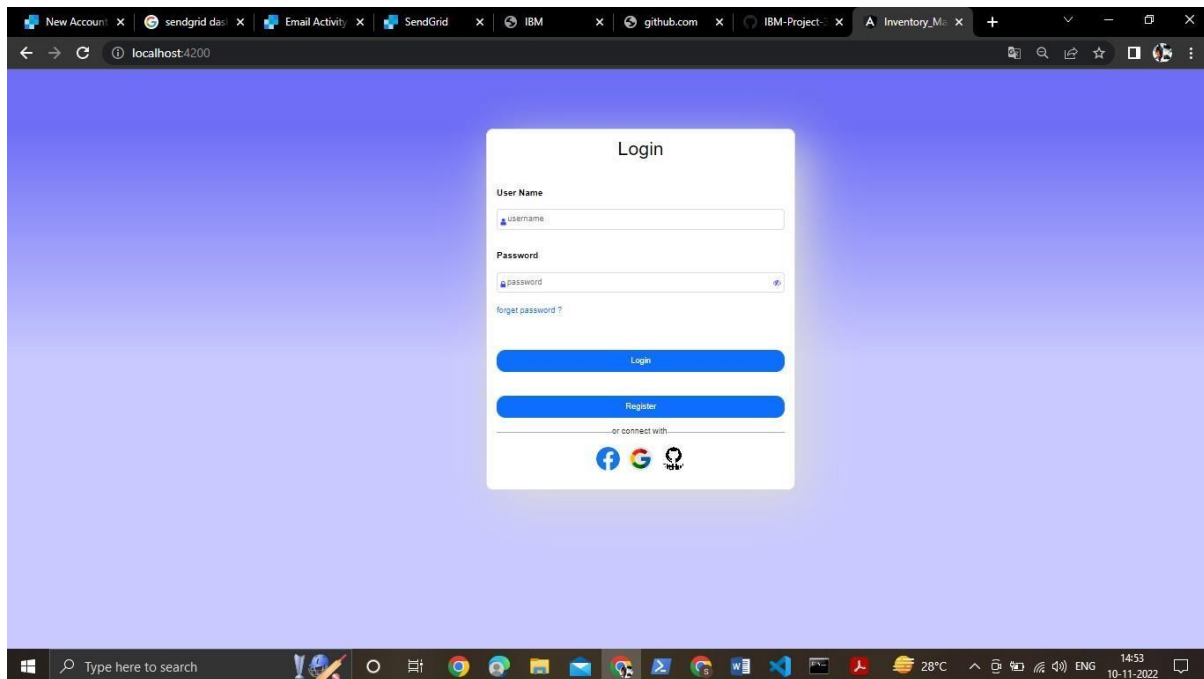 New Account
sendgrid das
Email Activity
SendGrid
IBM
github.com
IBM-Project-
Inventory_Ma
localhost:4200
Login
User Name
username
Password
password
forget password ?
Login
Register
or connect with
Type here to search
28°C
ENG
14:53
10-11-2022